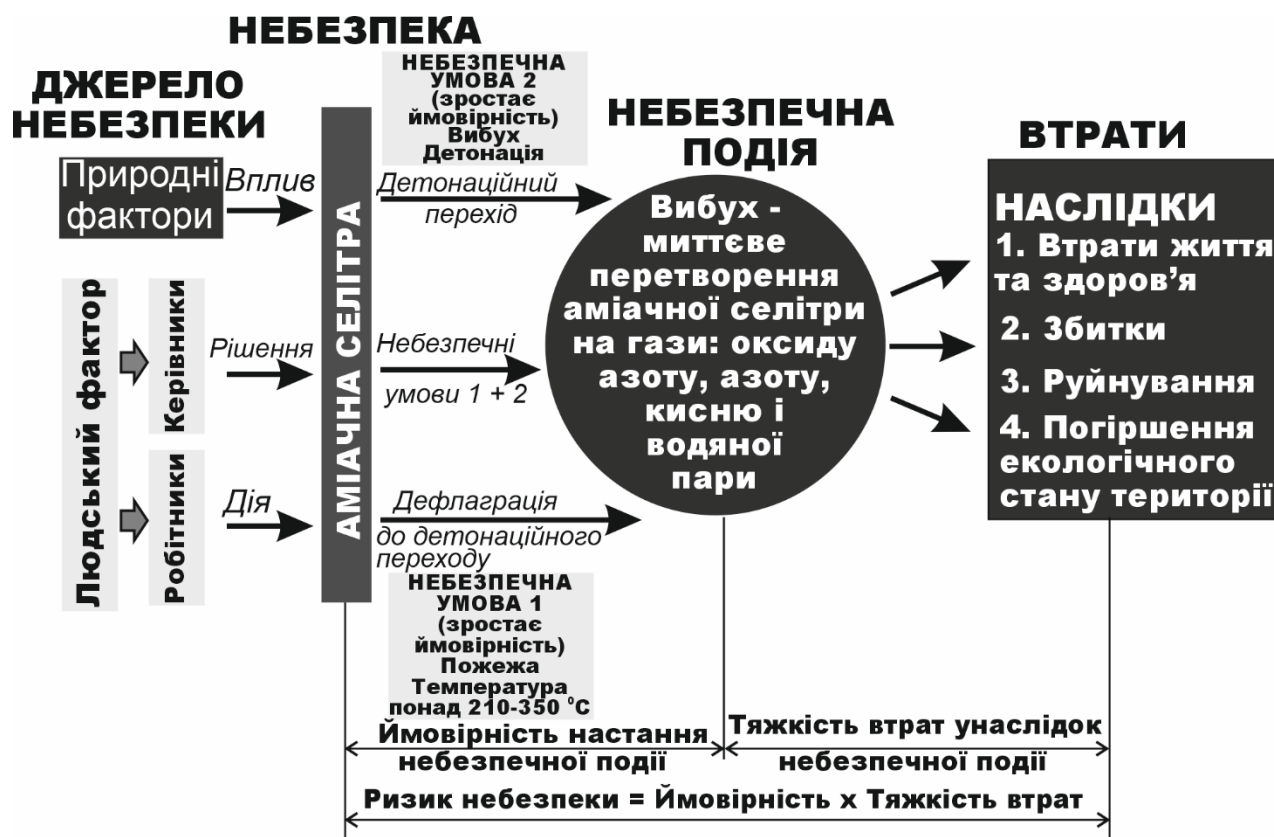 НЕБЕЗПЕКА
ДЖЕРЕЛО
НЕБЕЗПЕКИ
Природні
фактори
Вплив
Людський фактор
Керівники
Рішення
Робітники
Дія
АМІАЧНА СЕЛІТРА
НЕБЕЗПЕЧНА
УМОВА 2
(зростає
ймовірність)
Вибух
Детонація
Детонаційний
перехід
Небезпечні
умови 1 + 2
Дефлаграція
до детонаційного
переходу
НЕБЕЗПЕЧНА
УМОВА 1
(зростає
ймовірність)
Пожежа
Температура
понад 210-350 °С
НЕБЕЗПЕЧНА
ПОДІЯ
Вибух -
миттєве
перетворення
аміачної селітри
на гази: оксиду
азоту, азоту,
кисню і
водяної
пари
ВТРАТИ
НАСЛІДКИ
1. Втрати життя
та здоров’я
2. Збитки
3. Руйнування
4. Погіршення
екологічного
стану території
Ймовірність настання
небезпечної події
Тяжкість втрат унаслідок
небезпечної події
Ризик небезпеки = Ймовірність х Тяжкість втрат